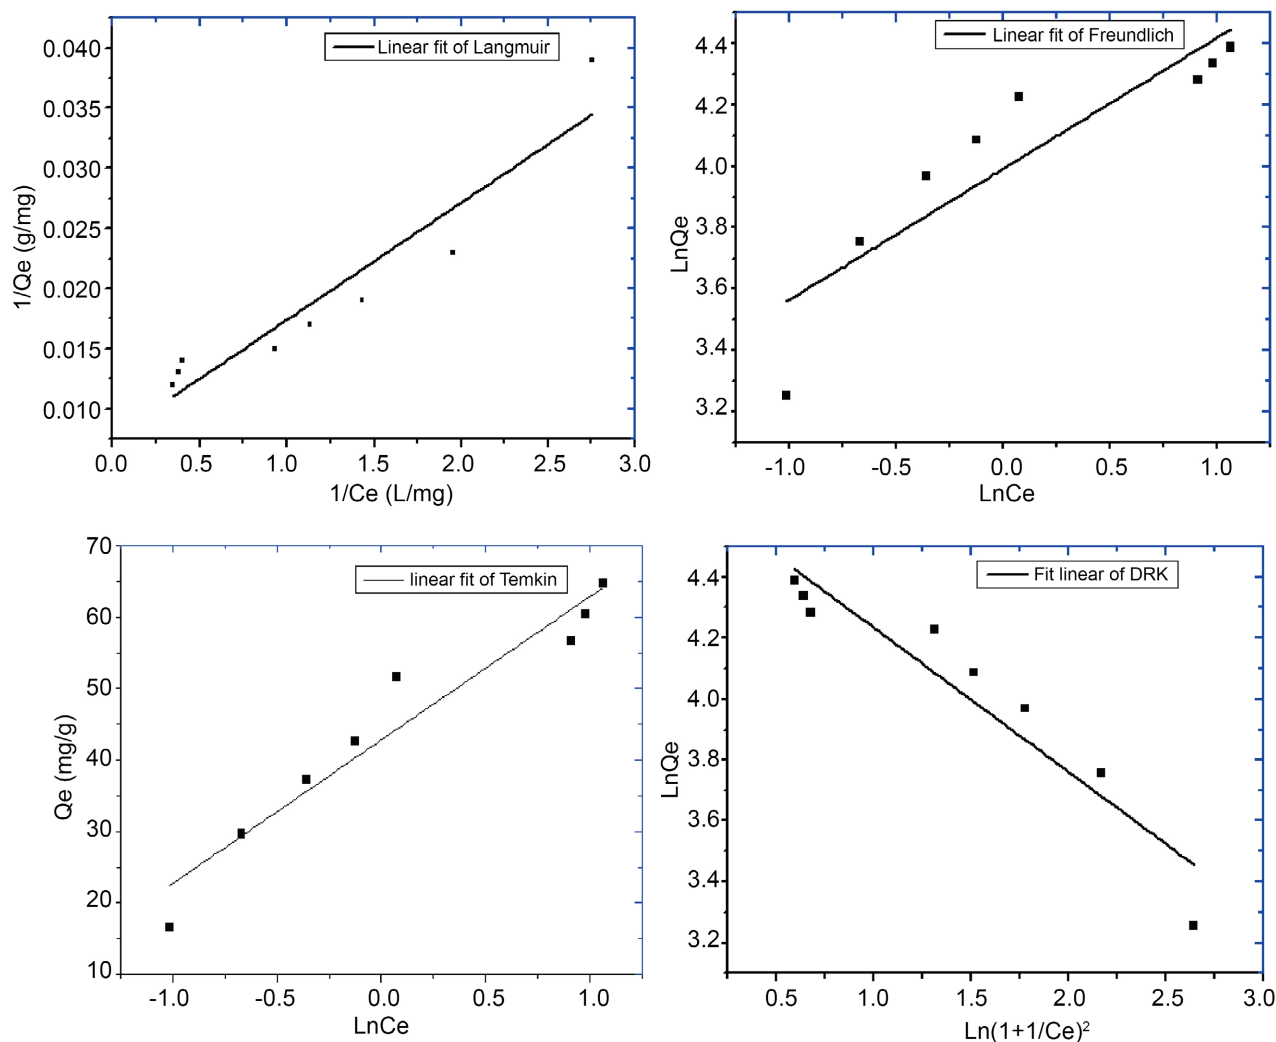 Linear fit of Langmuir
0.040
0.035
0.030
0.025
0.020
0.015
0.010
1/Qe (g/mg)
0.0 0.5 1.0 1.5 2.0 2.5 3.0
1/Ce (L/mg)
Linear fit of Freundlich
4.4
4.2
4.0
3.8
3.6
3.4
3.2
LnQe
-1.0 -0.5 0.0 0.5 1.0
LnCe
linear fit of Temkin
70
60
50
40
30
20
10
Qe (mg/g)
-1.0 -0.5 0.0 0.5 1.0
LnCe
Fit linear of DRK
4.4
4.2
4.0
3.8
3.6
3.4
3.2
LnQe
0.5 1.0 1.5 2.0 2.5 3.0
Ln(1+1/Ce)²